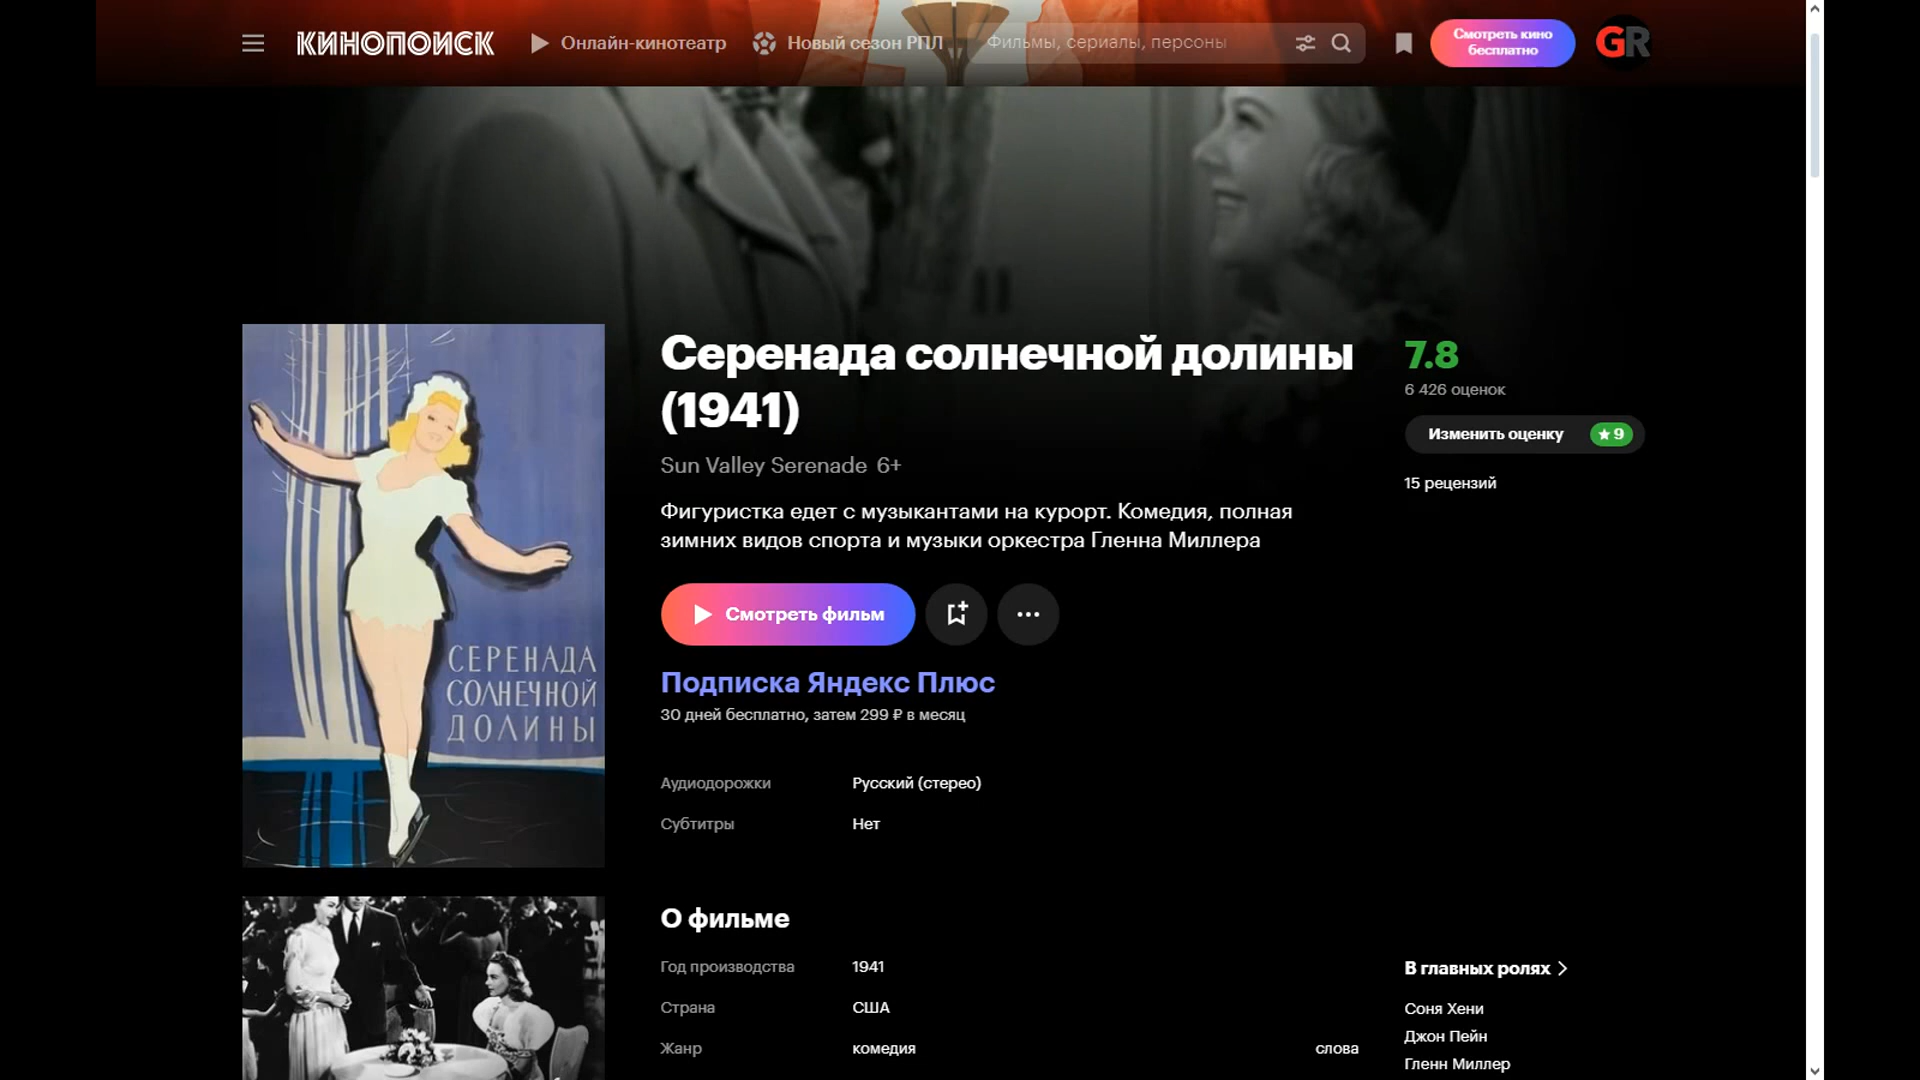 КИНОПОИСК
Онлайн-кинотеатр
Новый сезон РПЛ
Фильмы, сериалы, персоны
Смотреть кино
бесплатно
GR
Серенада солнечной долины
(1941)
Sun Valley Serenade 6+
Фигуристка едет с музыкантами на курорт. Комедия, полная
зимних видов спорта и музыки оркестра Гленна Миллера
7.8
6 426 оценок
Изменить оценку 9
15 рецензий
Смотреть фильм
СЕРЕНАДА
СОЛНЕЧНОЙ
ДОЛИНЫ
Подписка Яндекс Плюс
30 дней бесплатно, затем 299 ₽ в месяц
Аудиодорожки Русский (стерео)
Субтитры Нет
О фильме
Год производства 1941
Страна США
Жанр комедия слова
В главных ролях
Соня Хени
Джон Пейн
Гленн Миллер